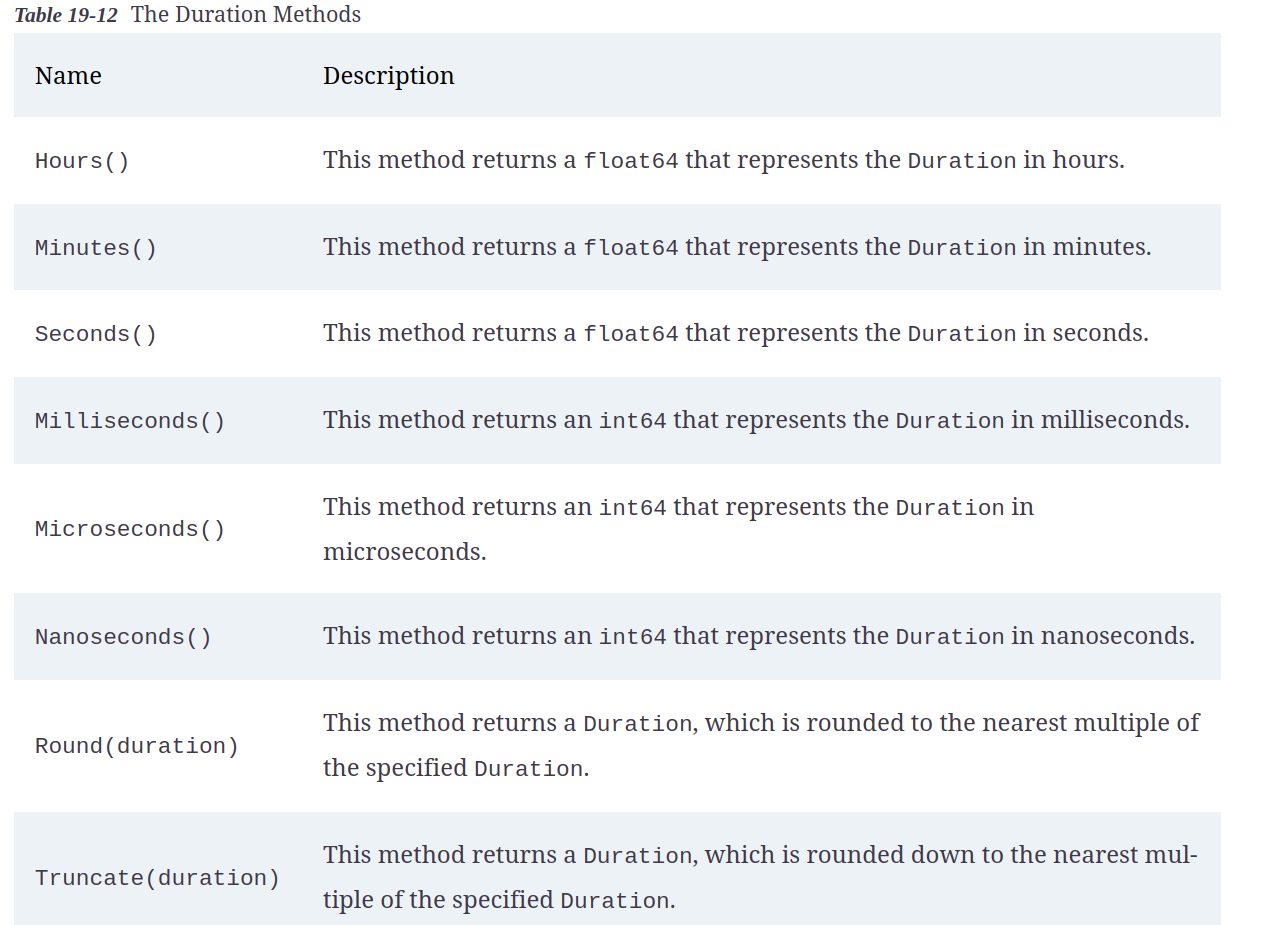 Table 19-12 The Duration Methods
Name Description
Hours() This method returns a float64 that represents the Duration in hours.
Minutes() This method returns a float64 that represents the Duration in minutes.
Seconds() This method returns a float64 that represents the Duration in seconds.
Milliseconds() This method returns an int64 that represents the Duration in milliseconds.
Microseconds() This method returns an int64 that represents the Duration in
microseconds.
Nanoseconds() This method returns an int64 that represents the Duration in nanoseconds.
Round(duration) This method returns a Duration, which is rounded to the nearest multiple of
the specified Duration.
Truncate(duration) This method returns a Duration, which is rounded down to the nearest mul-
tiple of the specified Duration.